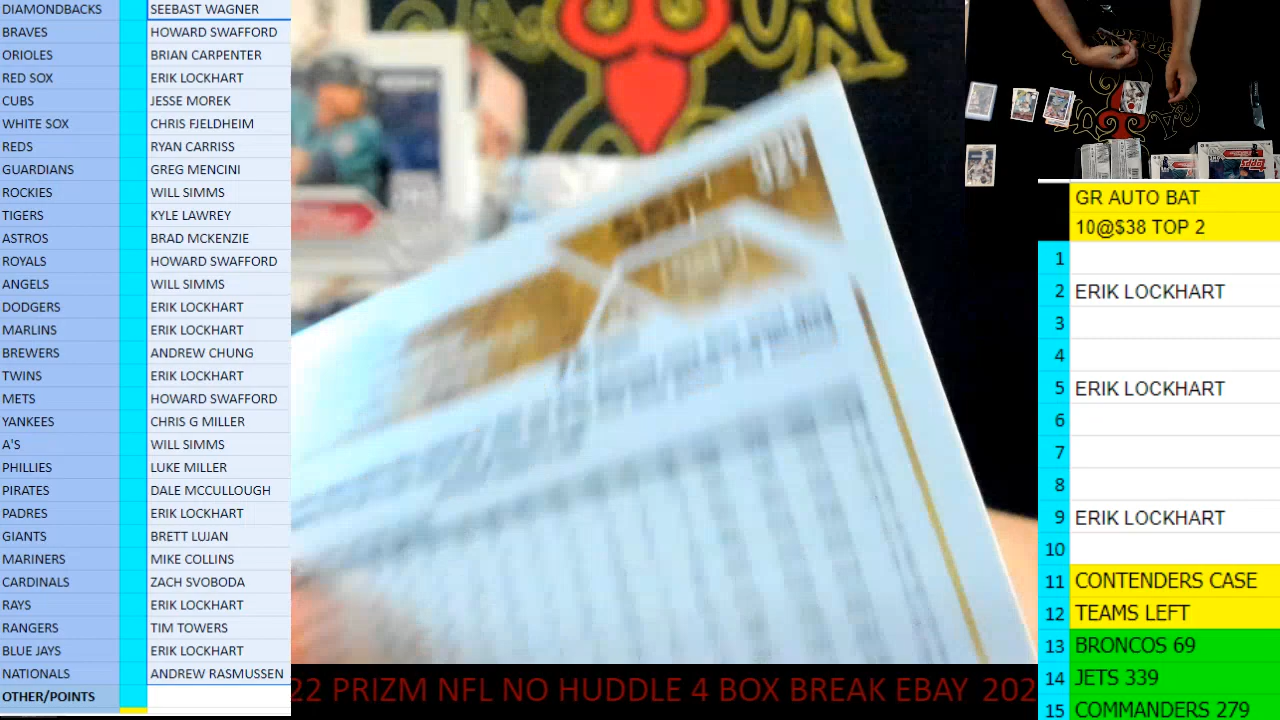 DIAMONDBACKS SEEBAST WAGNER
BRAVES HOWARD SWAFFORD
ORIOLES BRIAN CARPENTER
RED SOX ERIK LOCKHART
CUBS JESSE MOREK
WHITE SOX CHRIS FJELDHEIM
REDS RYAN CARRISS
GUARDIANS GREG MENCINI
ROCKIES WILL SIMMS
TIGERS KYLE LAWREY
ASTROS BRAD MCKENZIE
ROYALS HOWARD SWAFFORD
ANGELS WILL SIMMS
DODGERS ERIK LOCKHART
MARLINS ERIK LOCKHART
BREWERS ANDREW CHUNG
TWINS ERIK LOCKHART
METS HOWARD SWAFFORD
YANKEES CHRIS G MILLER
A'S WILL SIMMS
PHILLIES LUKE MILLER
PIRATES DALE MCCULLOUGH
PADRES ERIK LOCKHART
GIANTS BRETT LUJAN
MARINERS MIKE COLLINS
CARDINALS ZACH SVOBODA
RAYS ERIK LOCKHART
RANGERS TIM TOWERS
BLUE JAYS ERIK LOCKHART
NATIONALS ANDREW RASMUSSEN
OTHER/POINTS
22 PRIZM NFL NO HUDDLE 4 BOX BREAK EBAY 202
GR AUTO BAT
10@$38 TOP 2
1
2 ERIK LOCKHART
3
4
5 ERIK LOCKHART
6
7
8
9 ERIK LOCKHART
10
11 CONTENDERS CASE
12 TEAMS LEFT
13 BRONCOS 69
14 JETS 339
15 COMMANDERS 279